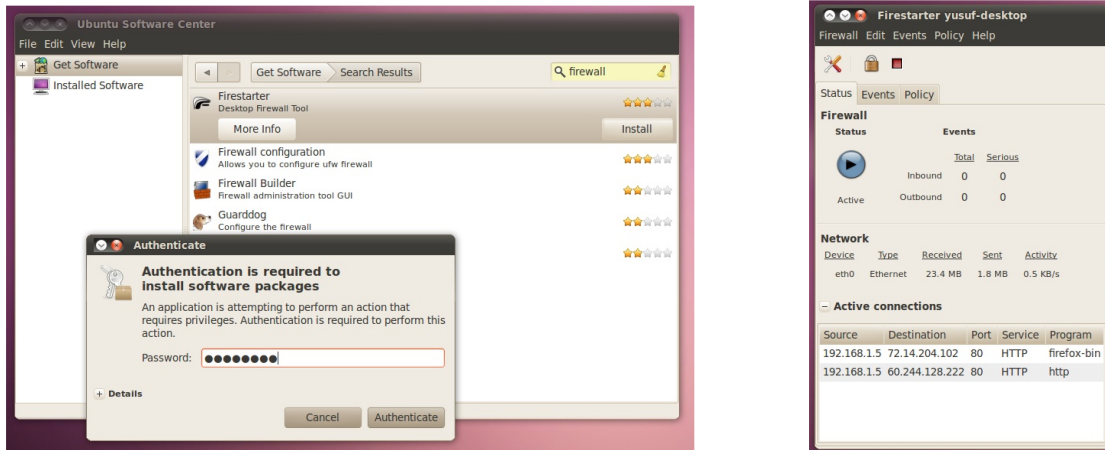 Ubuntu Software Center
File Edit View Help
Get Software
Installed Software
Get Software Search Results
firewall
Firestarter
Desktop Firewall Tool
More Info Install
Firewall configuration
Allows you to configure ufw firewall
Firewall Builder
Firewall administration tool GUI
Guarddog
Configure the firewall
Authenticate
Authentication is required to
install software packages
An application is attempting to perform an action that
requires privileges. Authentication is required to perform this
action.
Password: ●●●●●●●●
Details
Cancel Authenticate
Firestarter yusuf-desktop
Firewall Edit Events Policy Help
Status Events Policy
Firewall
Status Events
Total Serious
Inbound 0 0
Active Outbound 0 0
Network
Device Type Received Sent Activity
eth0 Ethernet 23.4 MB 1.8 MB 0.5 KB/s
Active connections
Source Destination Port Service Program
192.168.1.5 72.14.204.102 80 HTTP firefox-bin
192.168.1.5 60.244.128.222 80 HTTP http